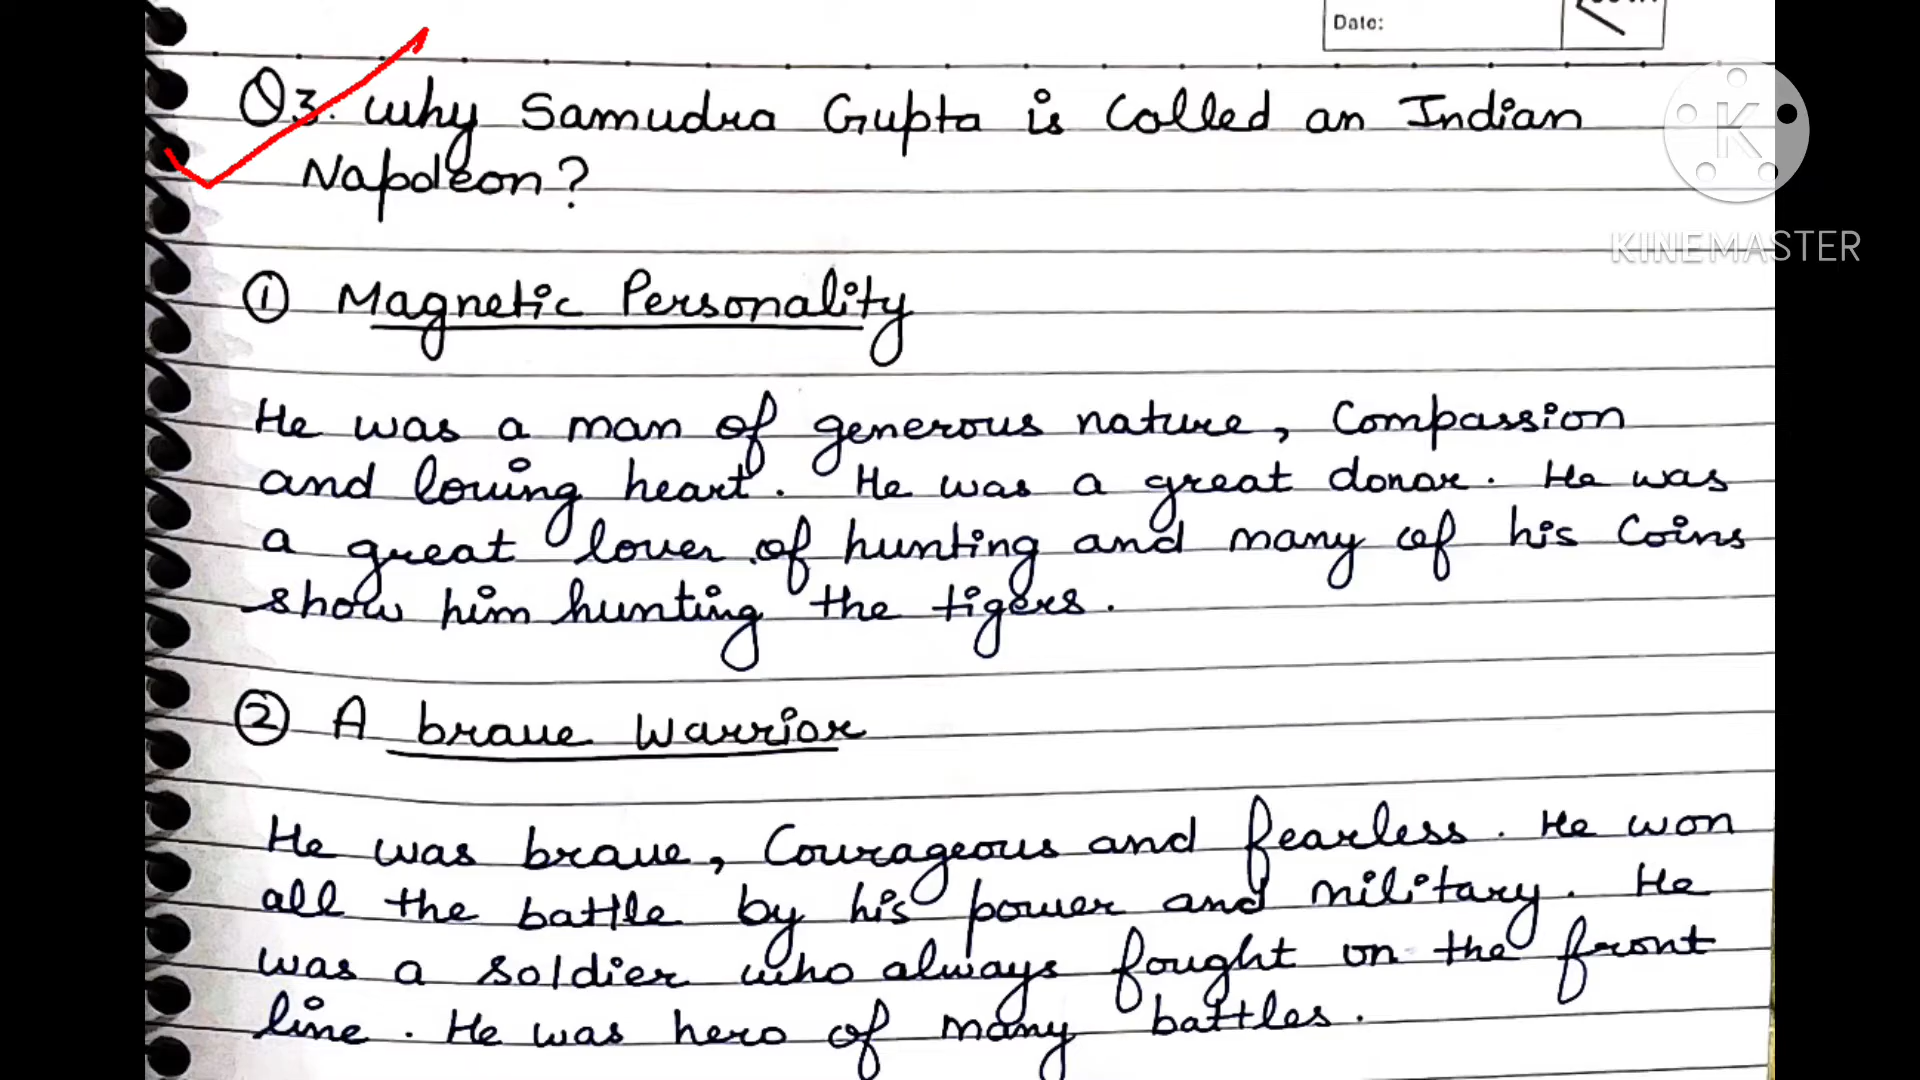 Date:
Q3. Why Samudra Gupta is Called an Indian
Napoleon?
① Magnetic Personality
He was a man of generous nature, Compassion
and loving heart. He was a great donar. He was
a great lover of hunting and many of his Coins
show him hunting the tigers.
② A brave Warrior
He was brave, Courageous and fearless. He won
all the battle by his power and military. He
was a soldier who always fought on the front
line. He was hero of many battles.
K
KINEMASTER